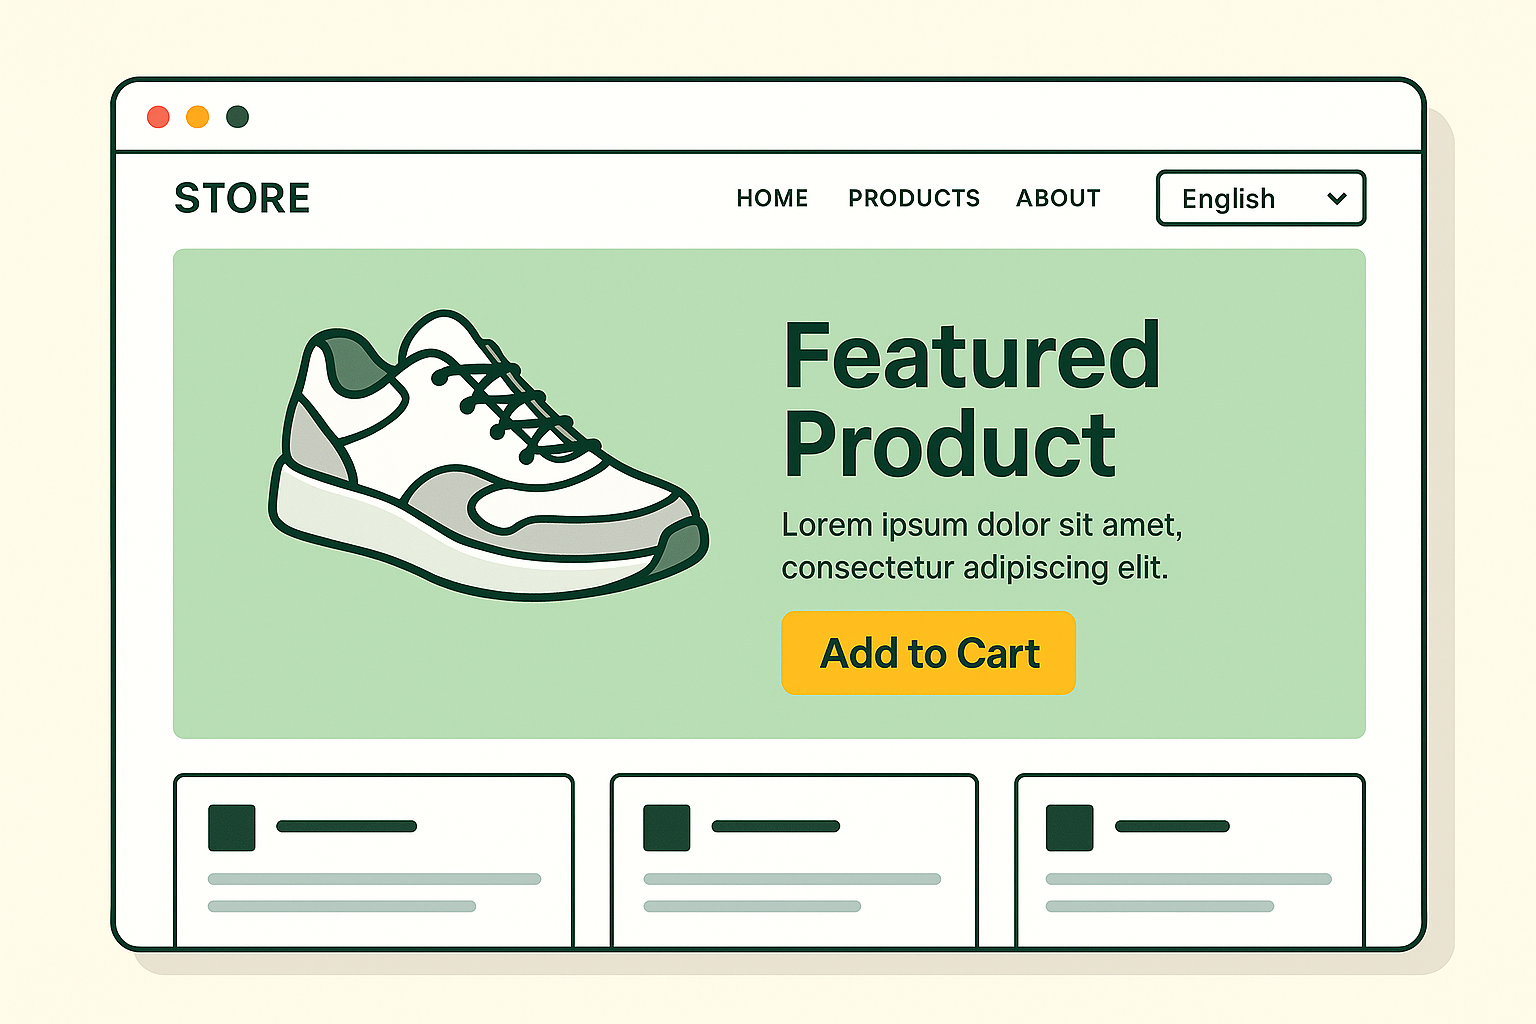 STORE
HOME PRODUCTS ABOUT English
Featured
Product
Lorem ipsum dolor sit amet,
consectetur adipiscing elit.
Add to Cart